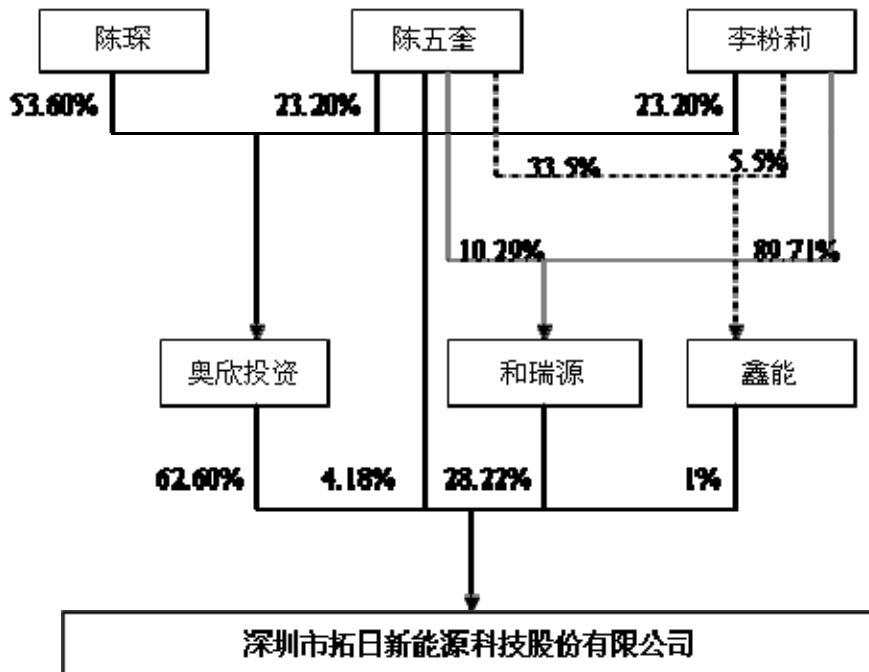 陈琛 陈五奎 李粉莉
53.60% 23.20% 23.20%
33.5% 5.5%
10.29% 89.71%
奥欣投资 和瑞源 鑫能
62.60% 4.18% 28.22% 1%
深圳市拓日新能源科技股份有限公司